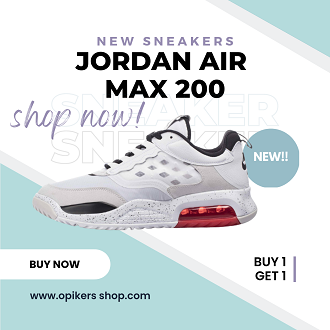 NEW SNEAKERS
JORDAN AIR
MAX 200
shop now!
SNEAKER
SNEAKER
NEW!!
BUY NOW
BUY 1
GET 1
www.opikers shop.com